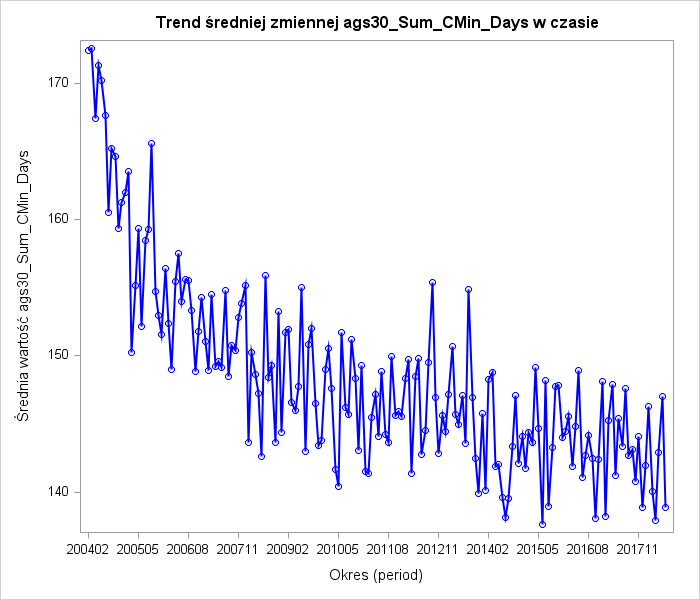 Trend średniej zmiennej ags30_Sum_CMin_Days w czasie
Średnia wartość ags30_Sum_CMin_Days
170
160
150
140
200402 200505 200608 200711 200902 201005 201108 201211 201402 201505 201608 201711
Okres (period)